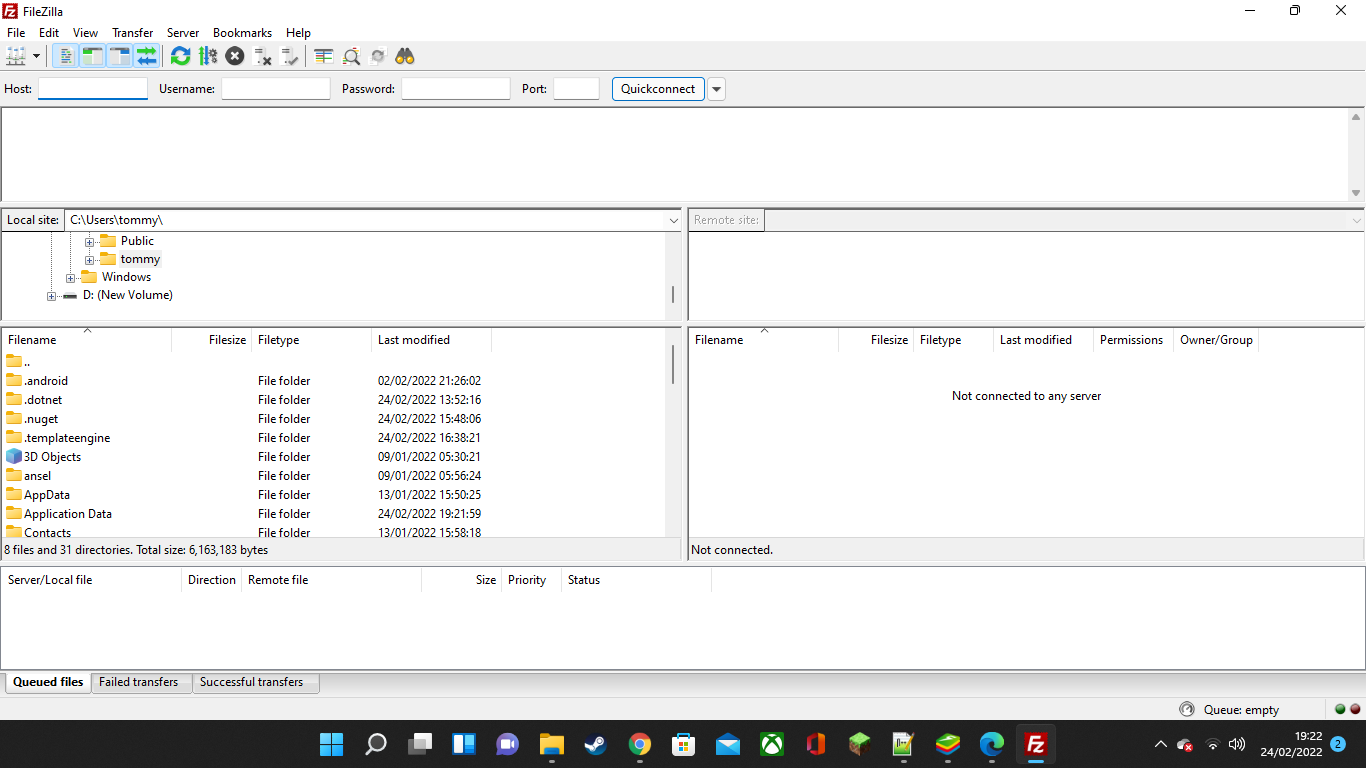 FileZilla
File Edit View Transfer Server Bookmarks Help
Host: Username: Password: Port: Quickconnect
Local site: C:\Users\tommy\ Remote site:
Public
tommy
Windows
D: (New Volume)
Filename Filesize Filetype Last modified
..
.android File folder 02/02/2022 21:26:02
.dotnet File folder 24/02/2022 13:52:16
.nuget File folder 24/02/2022 15:48:06
.templateengine File folder 24/02/2022 16:38:21
3D Objects File folder 09/01/2022 05:30:21
ansel File folder 09/01/2022 05:56:24
AppData File folder 13/01/2022 15:50:25
Application Data File folder 24/02/2022 19:21:59
Contacts File folder 13/01/2022 15:58:18
8 files and 31 directories. Total size: 6,163,183 bytes
Filename Filesize Filetype Last modified Permissions Owner/Group
Not connected to any server
Not connected.
Server/Local file Direction Remote file Size Priority Status
Queued files Failed transfers Successful transfers
Queue: empty
19:22
24/02/2022 2